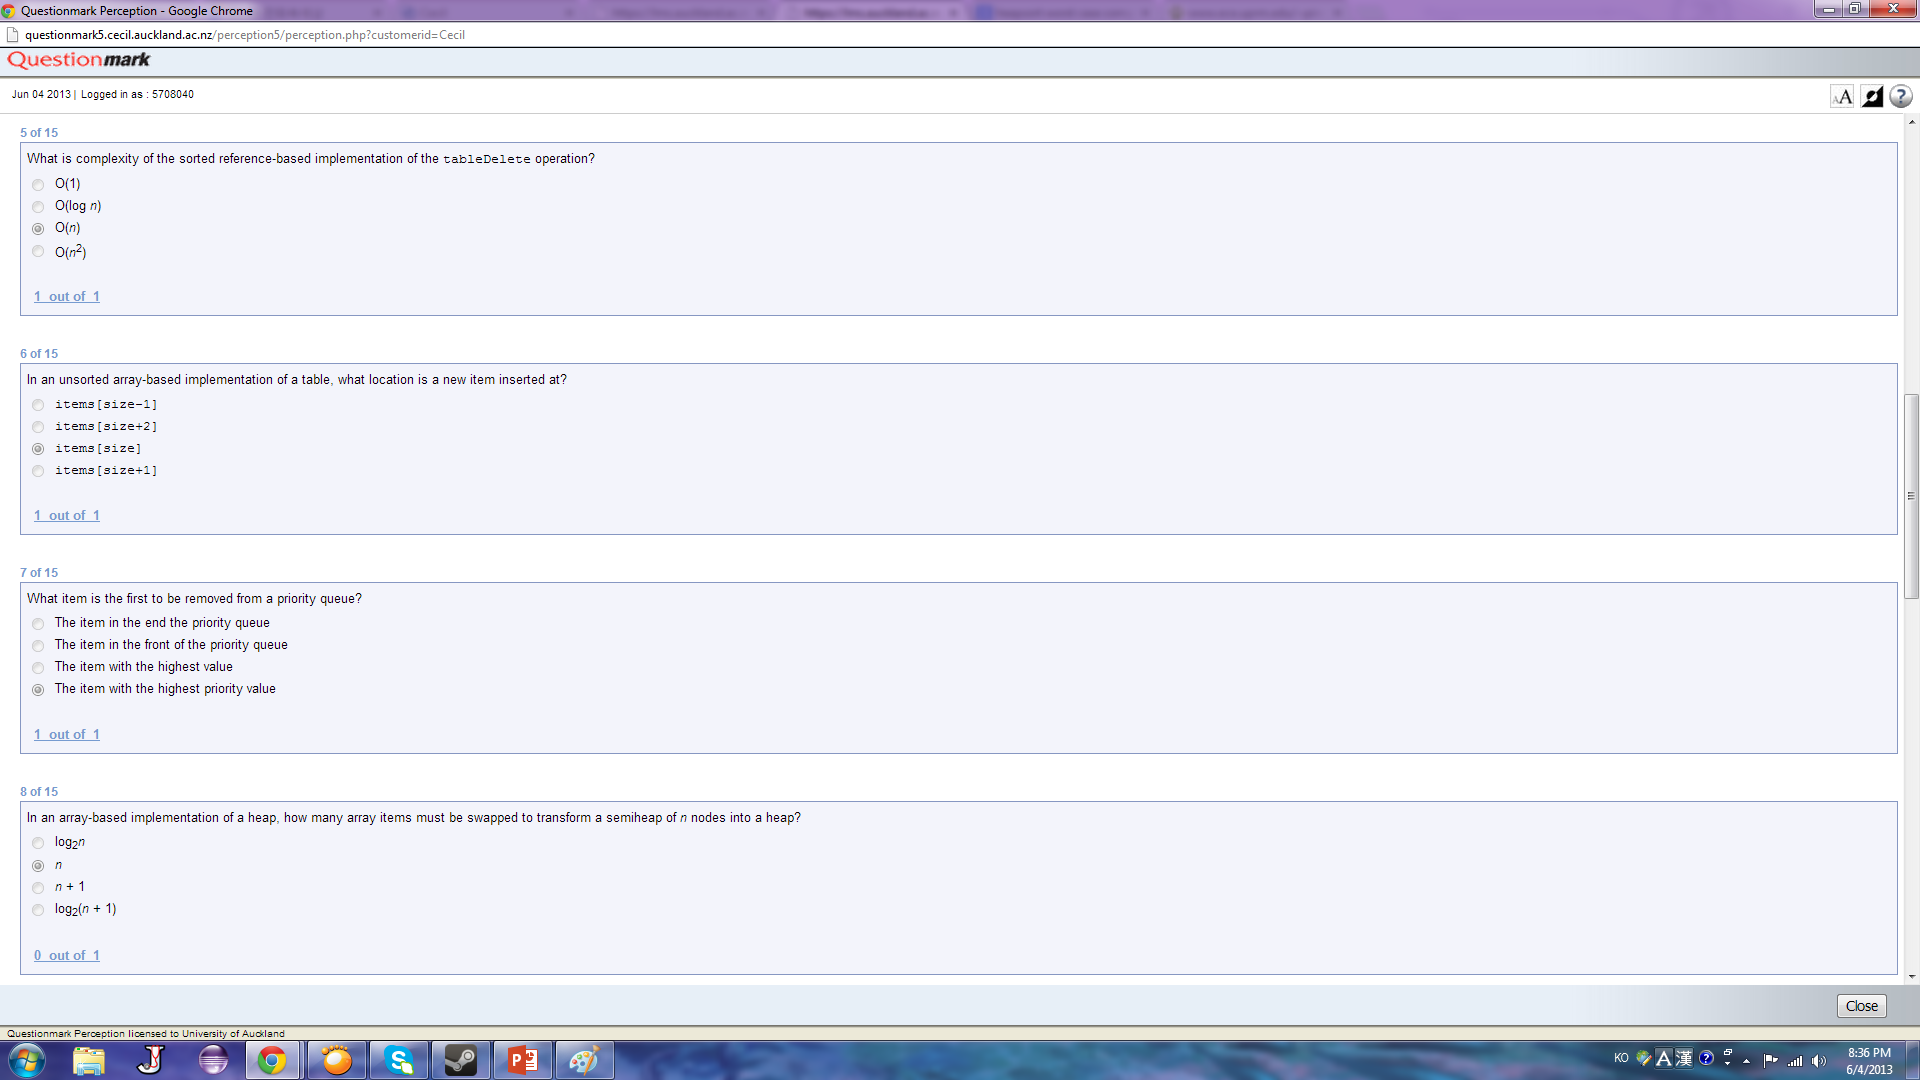 Questionmark Perception - Google Chrome
questionmark5.cecil.auckland.ac.nz/perception5/perception.php?customerid=Cecil
Questionmark
Jun 04 2013 | Logged in as : 5708040
AA
?
5 of 15
What is complexity of the sorted reference-based implementation of the tableDelete operation?
O(1)
O(log n)
O(n)
O(n²)
1 out of 1
6 of 15
In an unsorted array-based implementation of a table, what location is a new item inserted at?
items[size-1]
items[size+2]
items[size]
items[size+1]
1 out of 1
7 of 15
What item is the first to be removed from a priority queue?
The item in the end the priority queue
The item in the front of the priority queue
The item with the highest value
The item with the highest priority value
1 out of 1
8 of 15
In an array-based implementation of a heap, how many array items must be swapped to transform a semiheap of n nodes into a heap?
log₂n
n
n + 1
log₂(n + 1)
0 out of 1
Close
Questionmark Perception licensed to University of Auckland
KO A 漢 ? 8:36 PM
6/4/2013